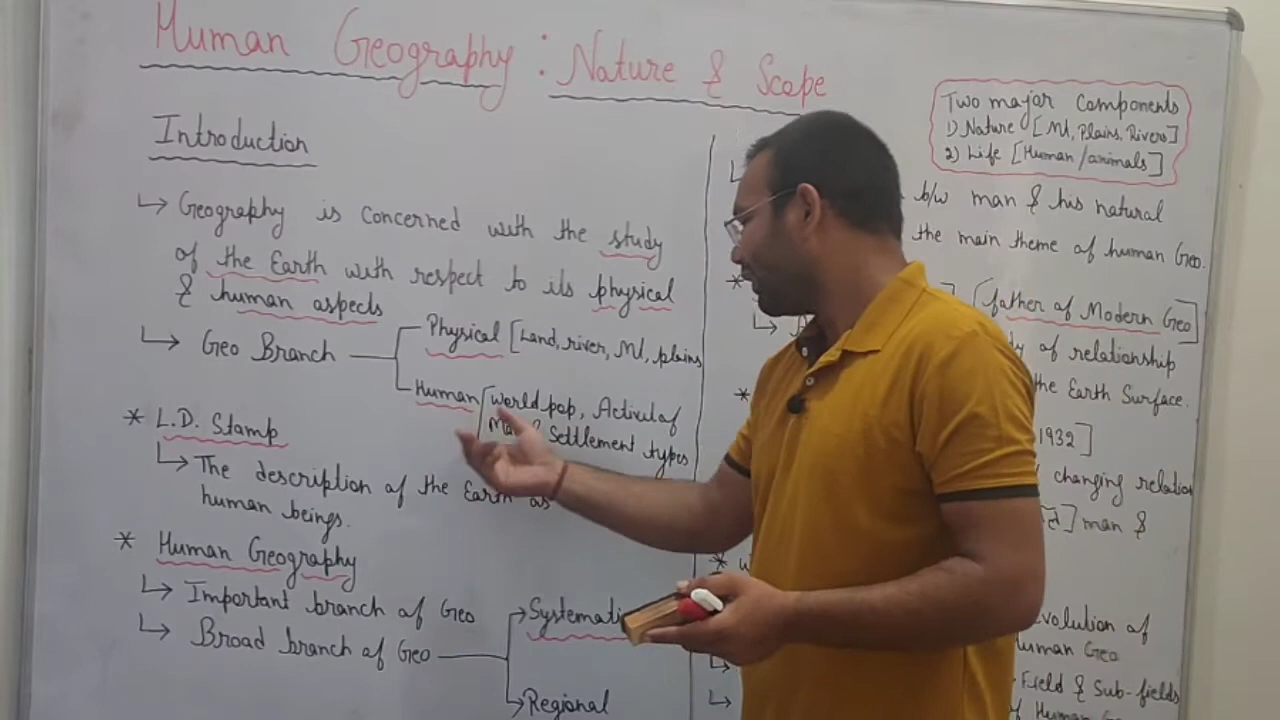 Human Geography : Nature & Scope
Introduction
↳ Geography is concerned with the study
of the Earth with respect to its physical
& human aspects
↳ Geo Branch
Physical [Land, river, Mt, plains
Human [world pop, Activi of
Settlement types
* L.D. Stamp
↳ The description of the Earth as
human beings.
* Human Geography
↳ Important branch of Geo
↳ Broad branch of Geo
Regional
Two major Components
1) Nature [Mt, Plains, Rivers]
2) Life [Human/animals]
b/w man & his natural
the main theme of human Geo.
[father of Modern Geo]
of relationship
the Earth Surface.
1932]
changing relation
] man &
of
Geo
Field & Sub-fields